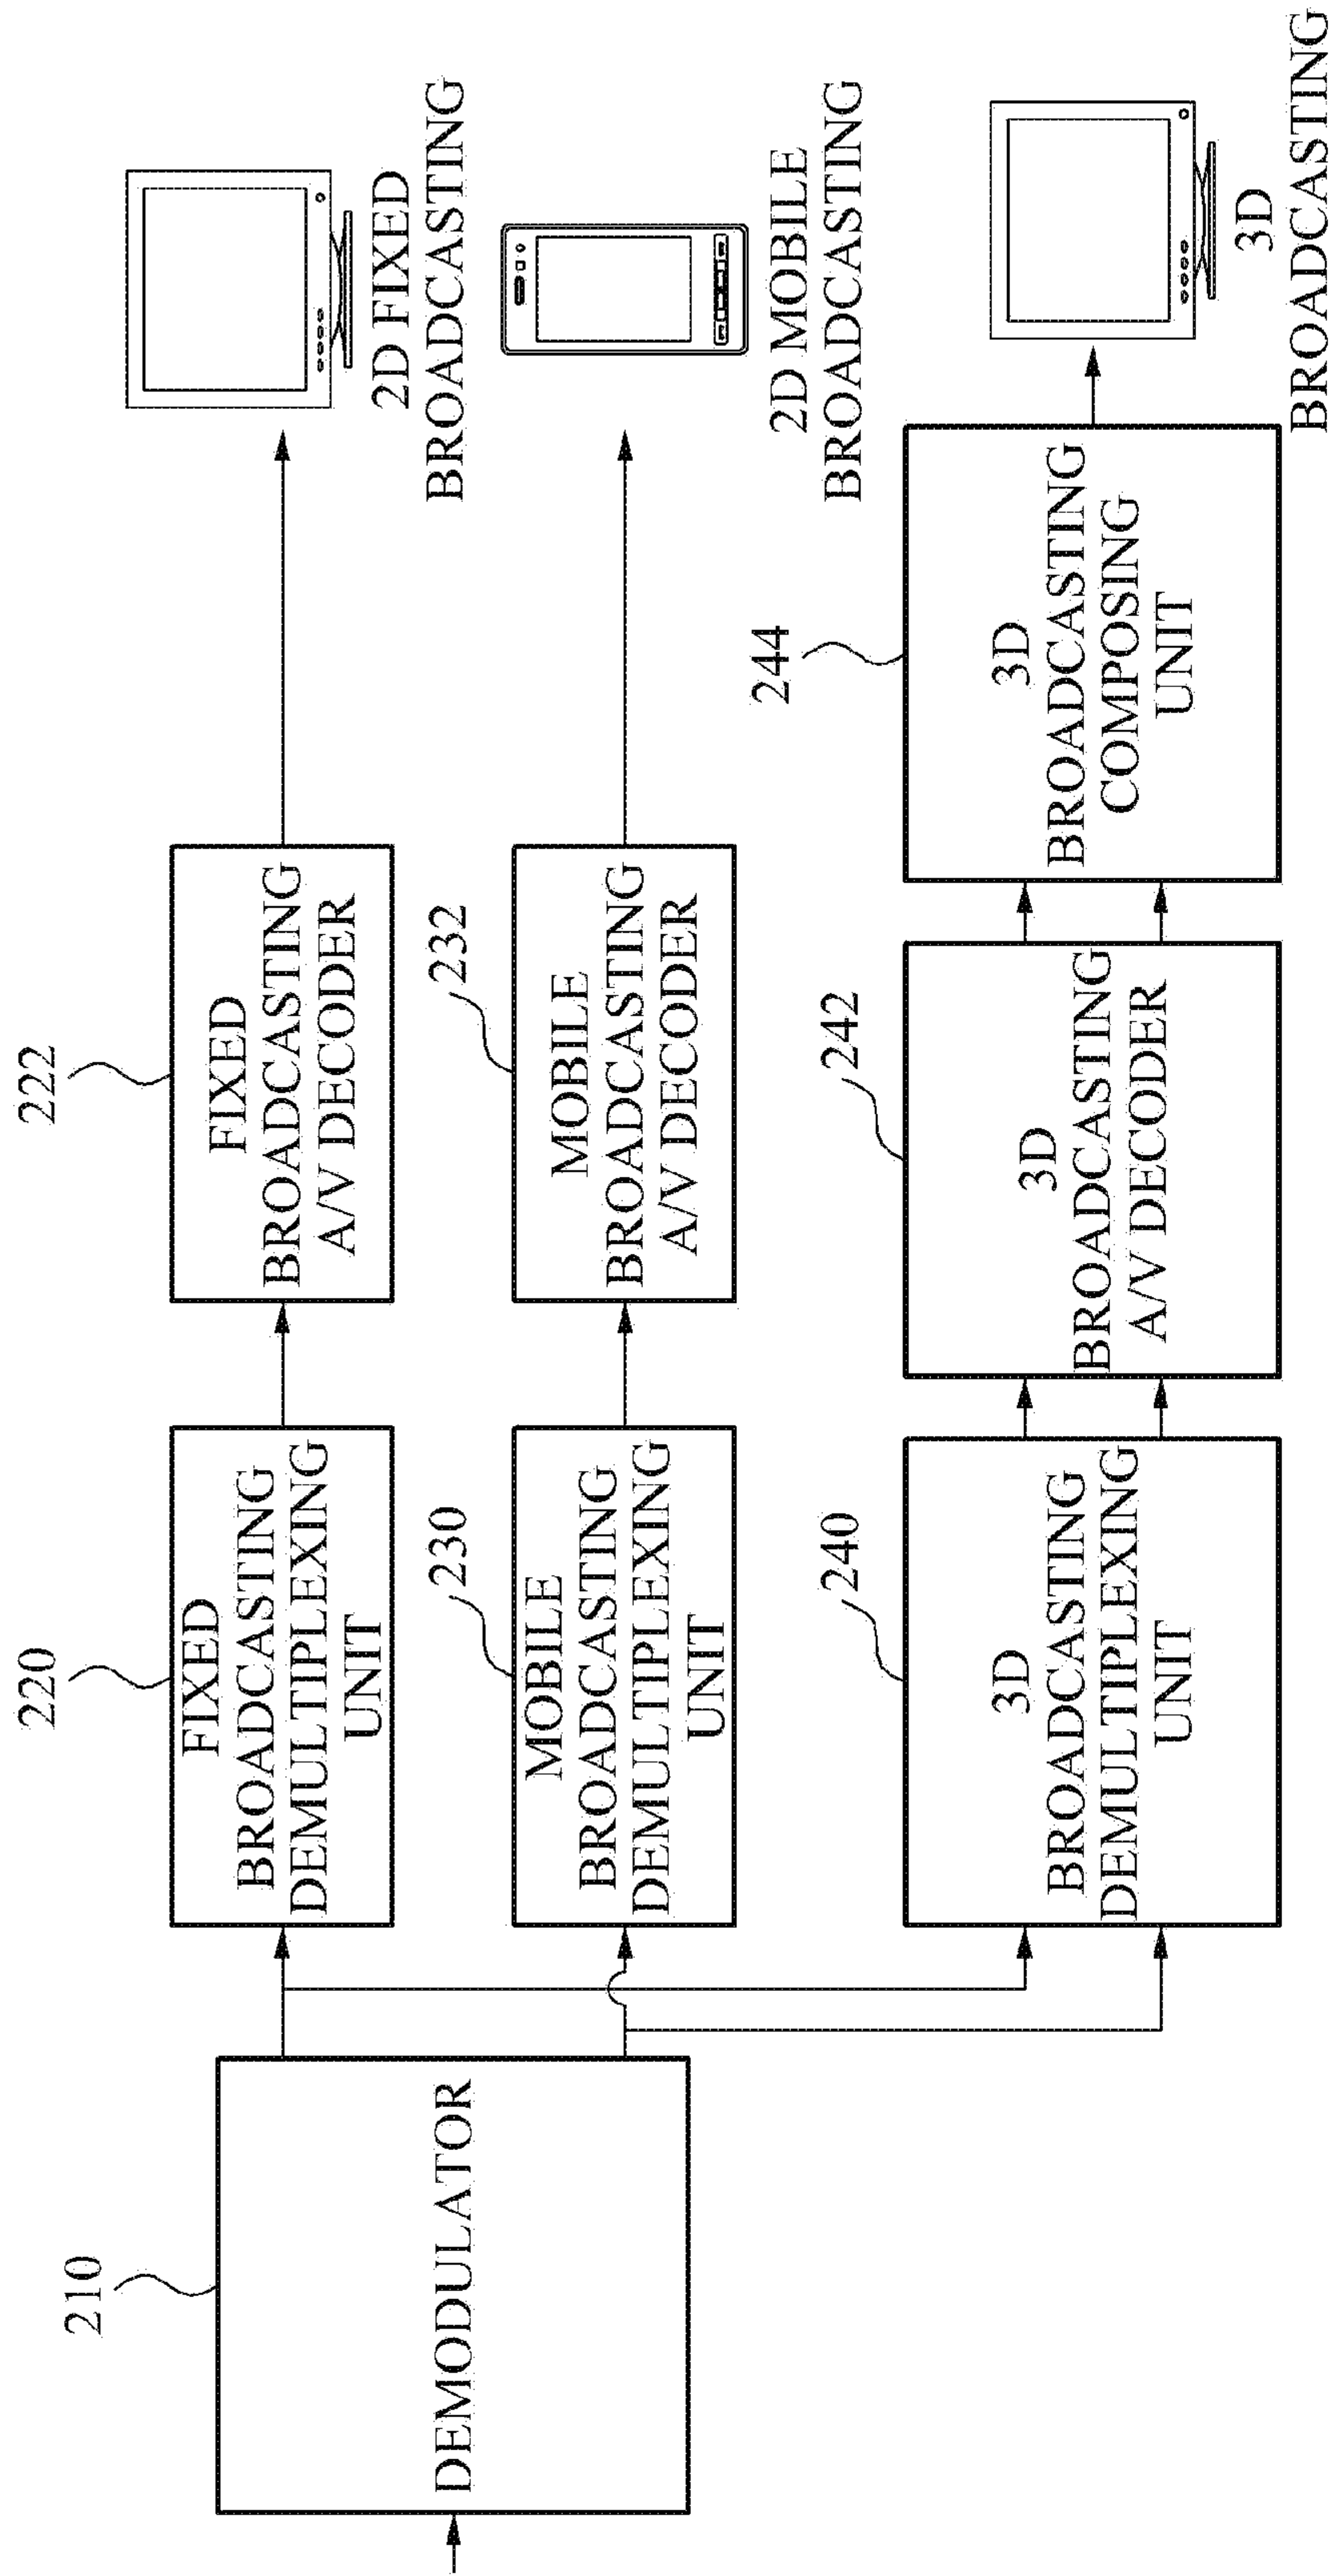 210
DEMODULATOR
220
FIXED
BROADCASTING
DEMULTIPLEXING
UNIT
222
FIXED
BROADCASTING
A/V DECODER
2D FIXED
BROADCASTING
230
MOBILE
BROADCASTING
DEMULTIPLEXING
UNIT
232
MOBILE
BROADCASTING
A/V DECODER
2D MOBILE
BROADCASTING
240
3D
BROADCASTING
DEMULTIPLEXING
UNIT
242
3D
BROADCASTING
A/V DECODER
244
3D
BROADCASTING
COMPOSING
UNIT
3D
BROADCASTING